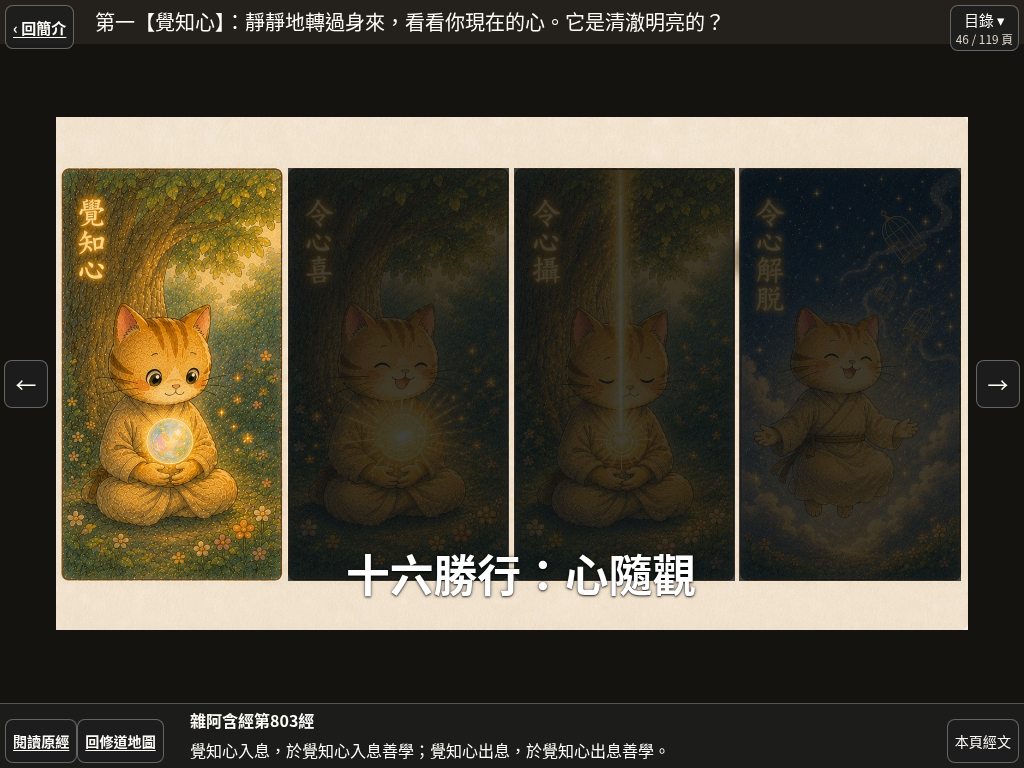 ‹ 回簡介
第一【覺知心】：靜靜地轉過身來，看看你現在的心。它是清澈明亮的？
目錄 ▾
46 / 119 頁
覺知心
令心喜
令心攝
令心解脱
←
→
十六勝行：心隨觀
閱讀原經
回修道地圖
雜阿含經第803經
覺知心入息，於覺知心入息善學；覺知心出息，於覺知心出息善學。
本頁經文